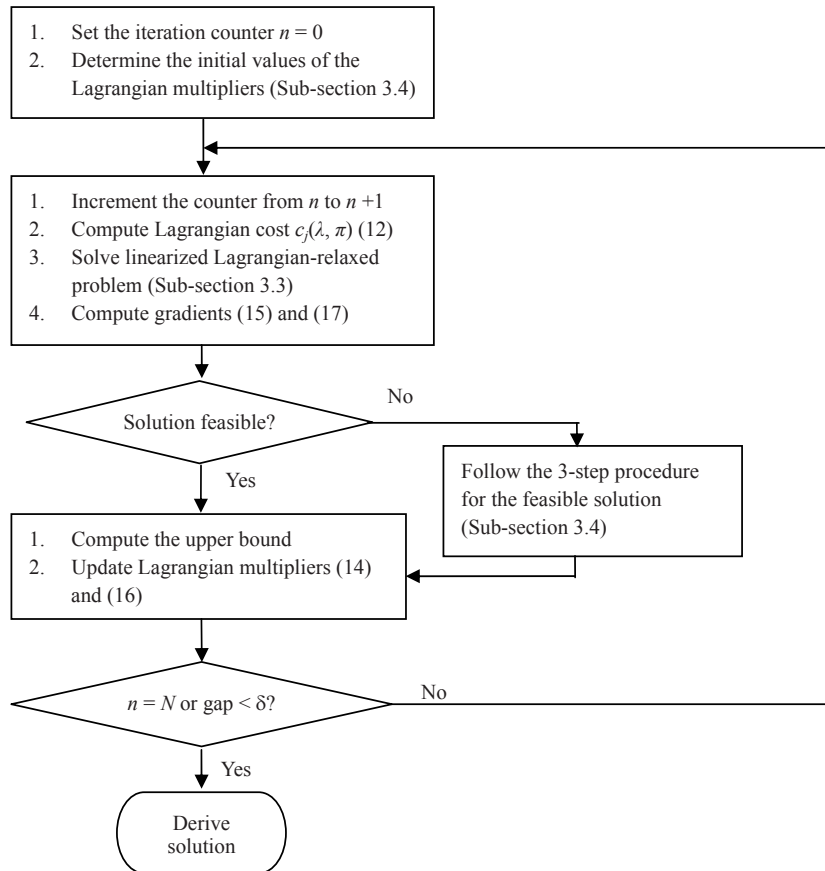 1. Set the iteration counter n = 0
2. Determine the initial values of the
Lagrangian multipliers (Sub-section 3.4)
1. Increment the counter from n to n +1
2. Compute Lagrangian cost cj(λ, π) (12)
3. Solve linearized Lagrangian-relaxed
problem (Sub-section 3.3)
4. Compute gradients (15) and (17)
Solution feasible?
No
Yes
Follow the 3-step procedure
for the feasible solution
(Sub-section 3.4)
1. Compute the upper bound
2. Update Lagrangian multipliers (14)
and (16)
n = N or gap < δ?
No
Yes
Derive
solution